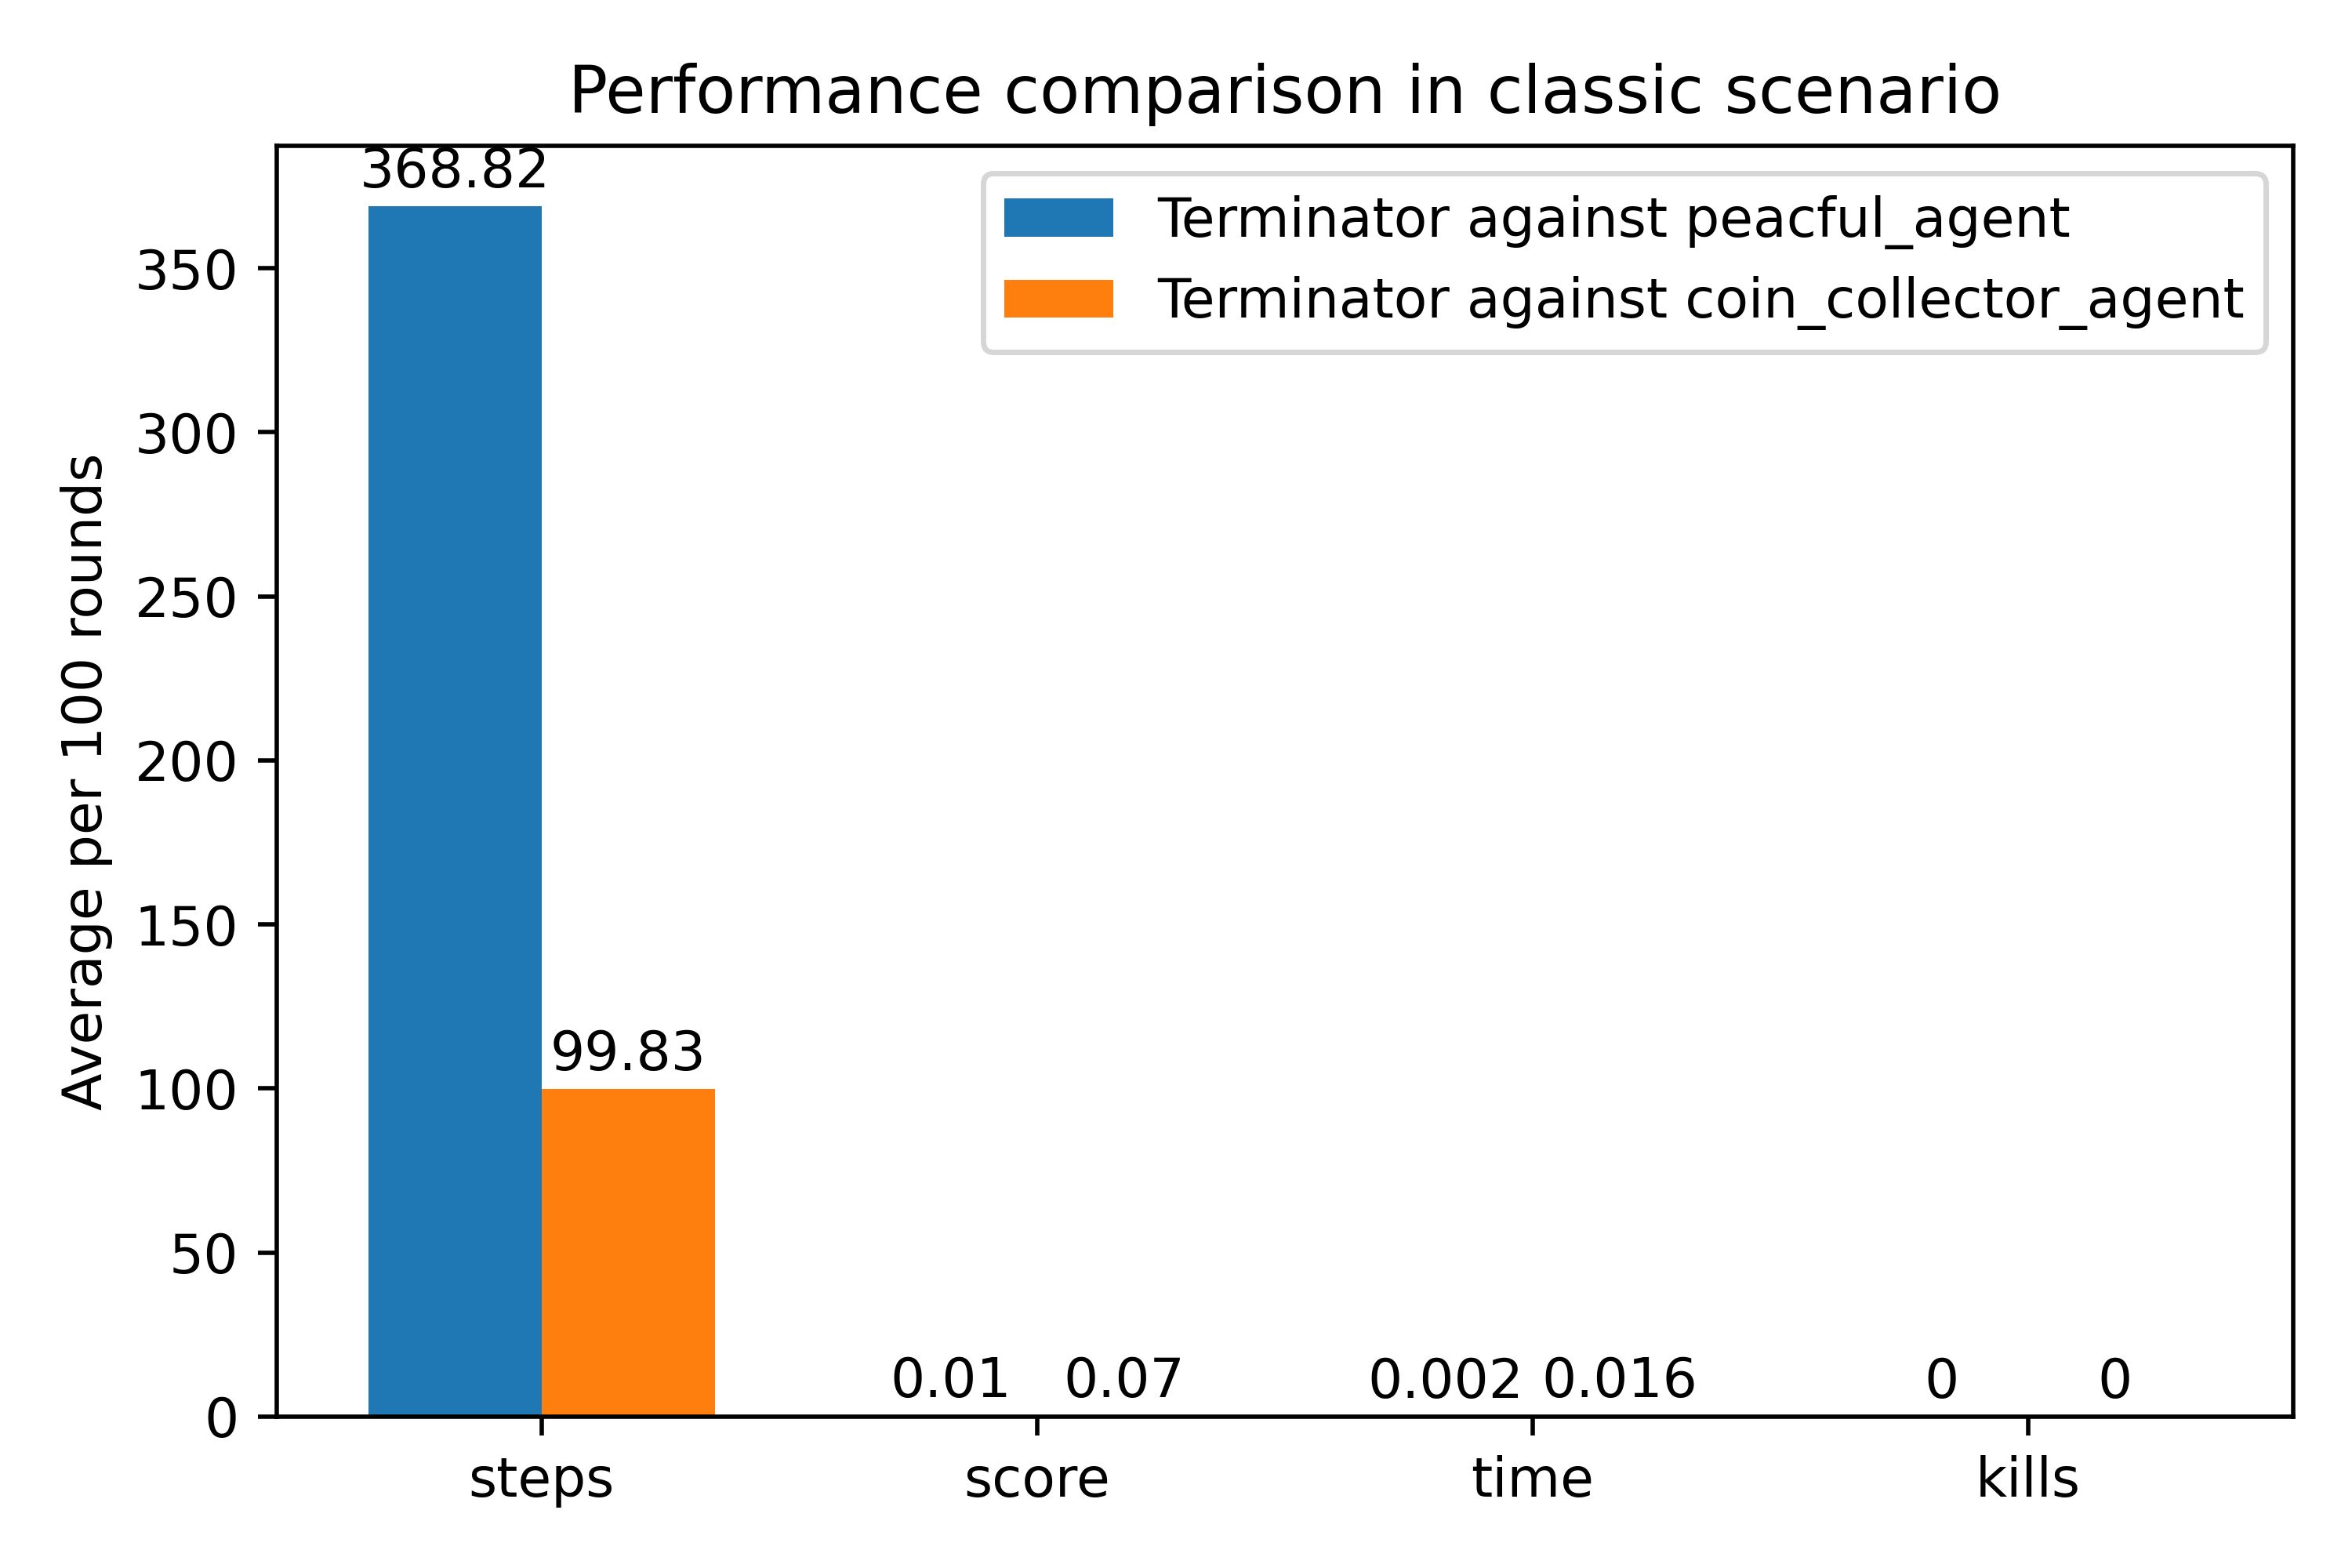 Performance comparison in classic scenario
368.82
Terminator against peacful_agent
Terminator against coin_collector_agent
Average per 100 rounds
350
300
250
200
150
100
50
0
99.83
0.01
0.07
0.002
0.016
0
0
steps
score
time
kills